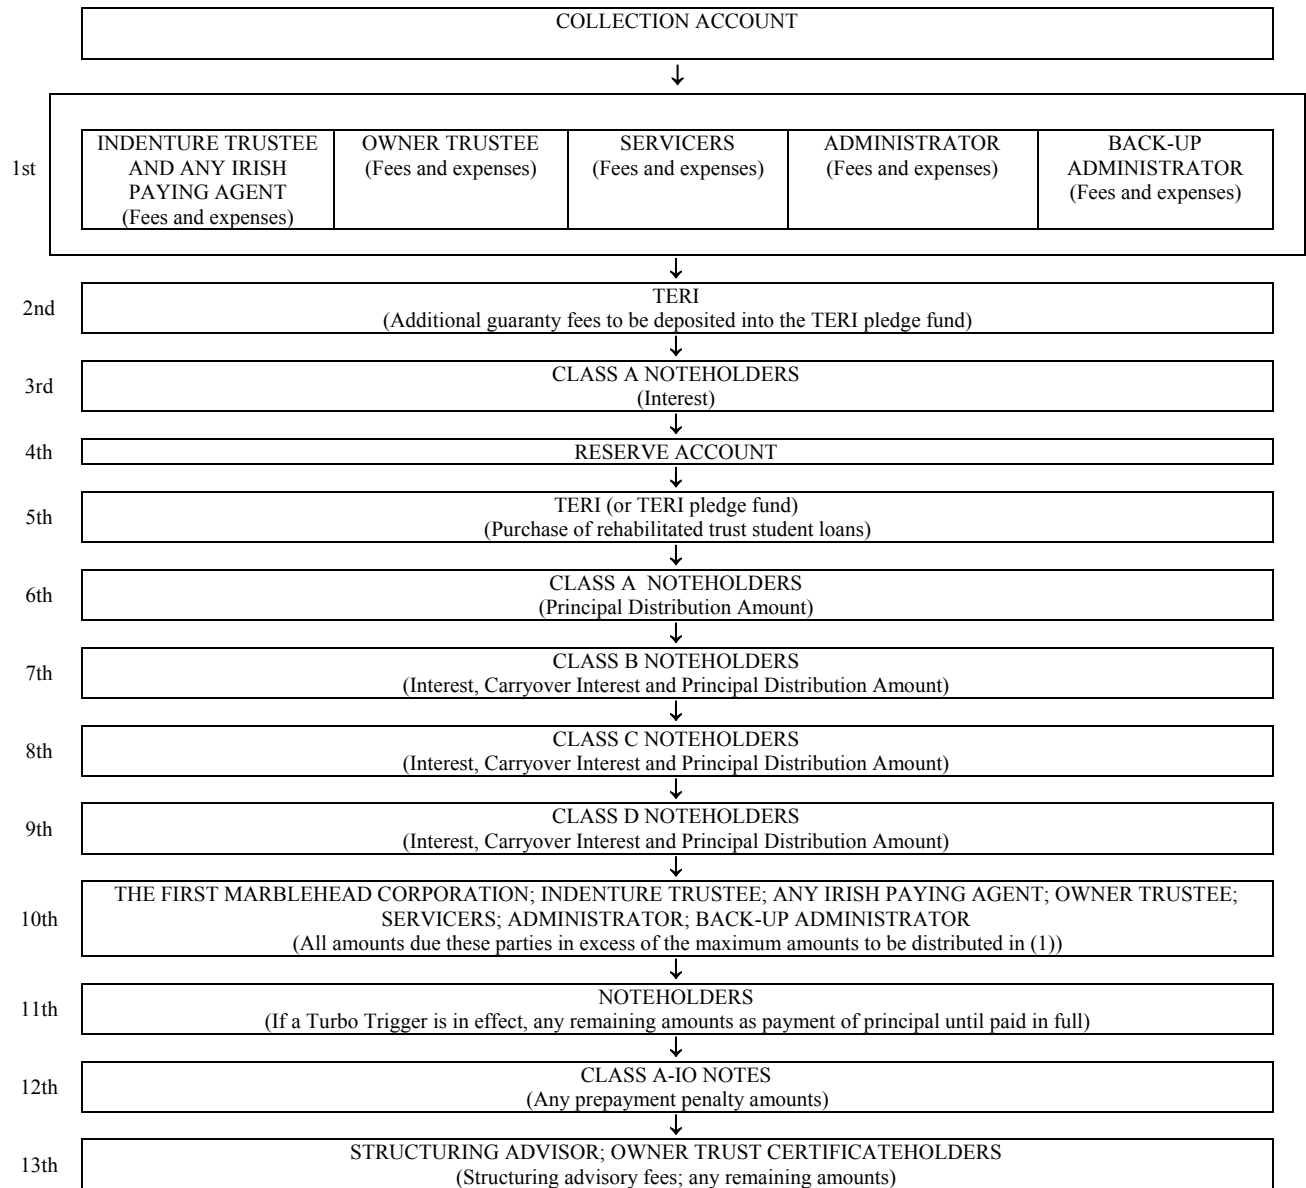 COLLECTION ACCOUNT
↓
1st
INDENTURE TRUSTEE
AND ANY IRISH
PAYING AGENT
(Fees and expenses)
OWNER TRUSTEE
(Fees and expenses)
SERVICERS
(Fees and expenses)
ADMINISTRATOR
(Fees and expenses)
BACK-UP
ADMINISTRATOR
(Fees and expenses)
↓
2nd
TERI
(Additional guaranty fees to be deposited into the TERI pledge fund)
↓
3rd
CLASS A NOTEHOLDERS
(Interest)
↓
4th
RESERVE ACCOUNT
↓
5th
TERI (or TERI pledge fund)
(Purchase of rehabilitated trust student loans)
↓
6th
CLASS A NOTEHOLDERS
(Principal Distribution Amount)
↓
7th
CLASS B NOTEHOLDERS
(Interest, Carryover Interest and Principal Distribution Amount)
↓
8th
CLASS C NOTEHOLDERS
(Interest, Carryover Interest and Principal Distribution Amount)
↓
9th
CLASS D NOTEHOLDERS
(Interest, Carryover Interest and Principal Distribution Amount)
↓
10th
THE FIRST MARBLEHEAD CORPORATION; INDENTURE TRUSTEE; ANY IRISH PAYING AGENT; OWNER TRUSTEE;
SERVICERS; ADMINISTRATOR; BACK-UP ADMINISTRATOR
(All amounts due these parties in excess of the maximum amounts to be distributed in (1))
↓
11th
NOTEHOLDERS
(If a Turbo Trigger is in effect, any remaining amounts as payment of principal until paid in full)
↓
12th
CLASS A-IO NOTES
(Any prepayment penalty amounts)
↓
13th
STRUCTURING ADVISOR; OWNER TRUST CERTIFICATEHOLDERS
(Structuring advisory fees; any remaining amounts)